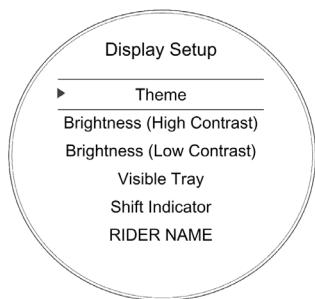 Display Setup
Theme
Brightness (High Contrast)
Brightness (Low Contrast)
Visible Tray
Shift Indicator
RIDER NAME